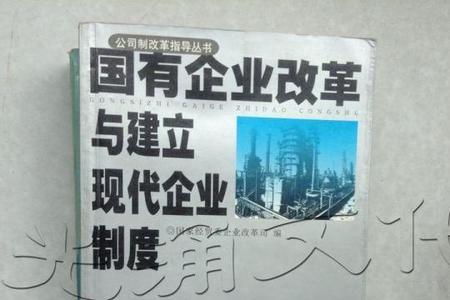 公司制改革指导丛书
国有企业改革
GONGSIZHI GAIGE ZHIDAO CONGSHU
与建立
现代企业
制度
◎国家经贸委企业改革司 编